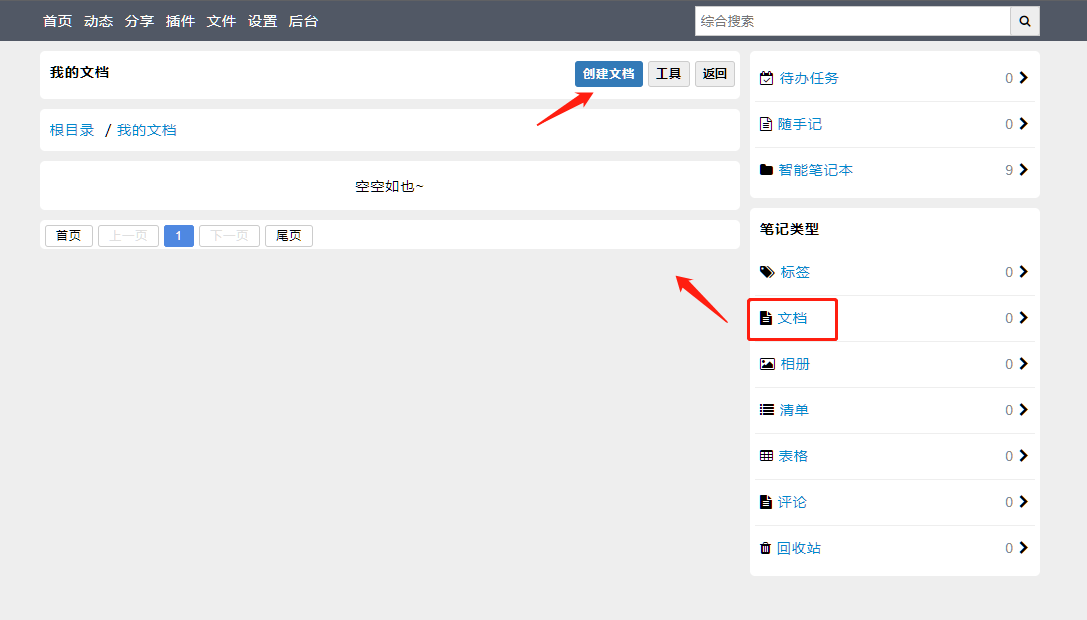 首页 动态 分享 插件 文件 设置 后台
综合搜索
我的文档
创建文档 工具 返回
根目录 / 我的文档
空空如也~
首页 上一页 1 下一页 尾页
待办任务 0
随手记 0
智能笔记本 9
笔记类型
标签 0
文档 0
相册 0
清单 0
表格 0
评论 0
回收站 0